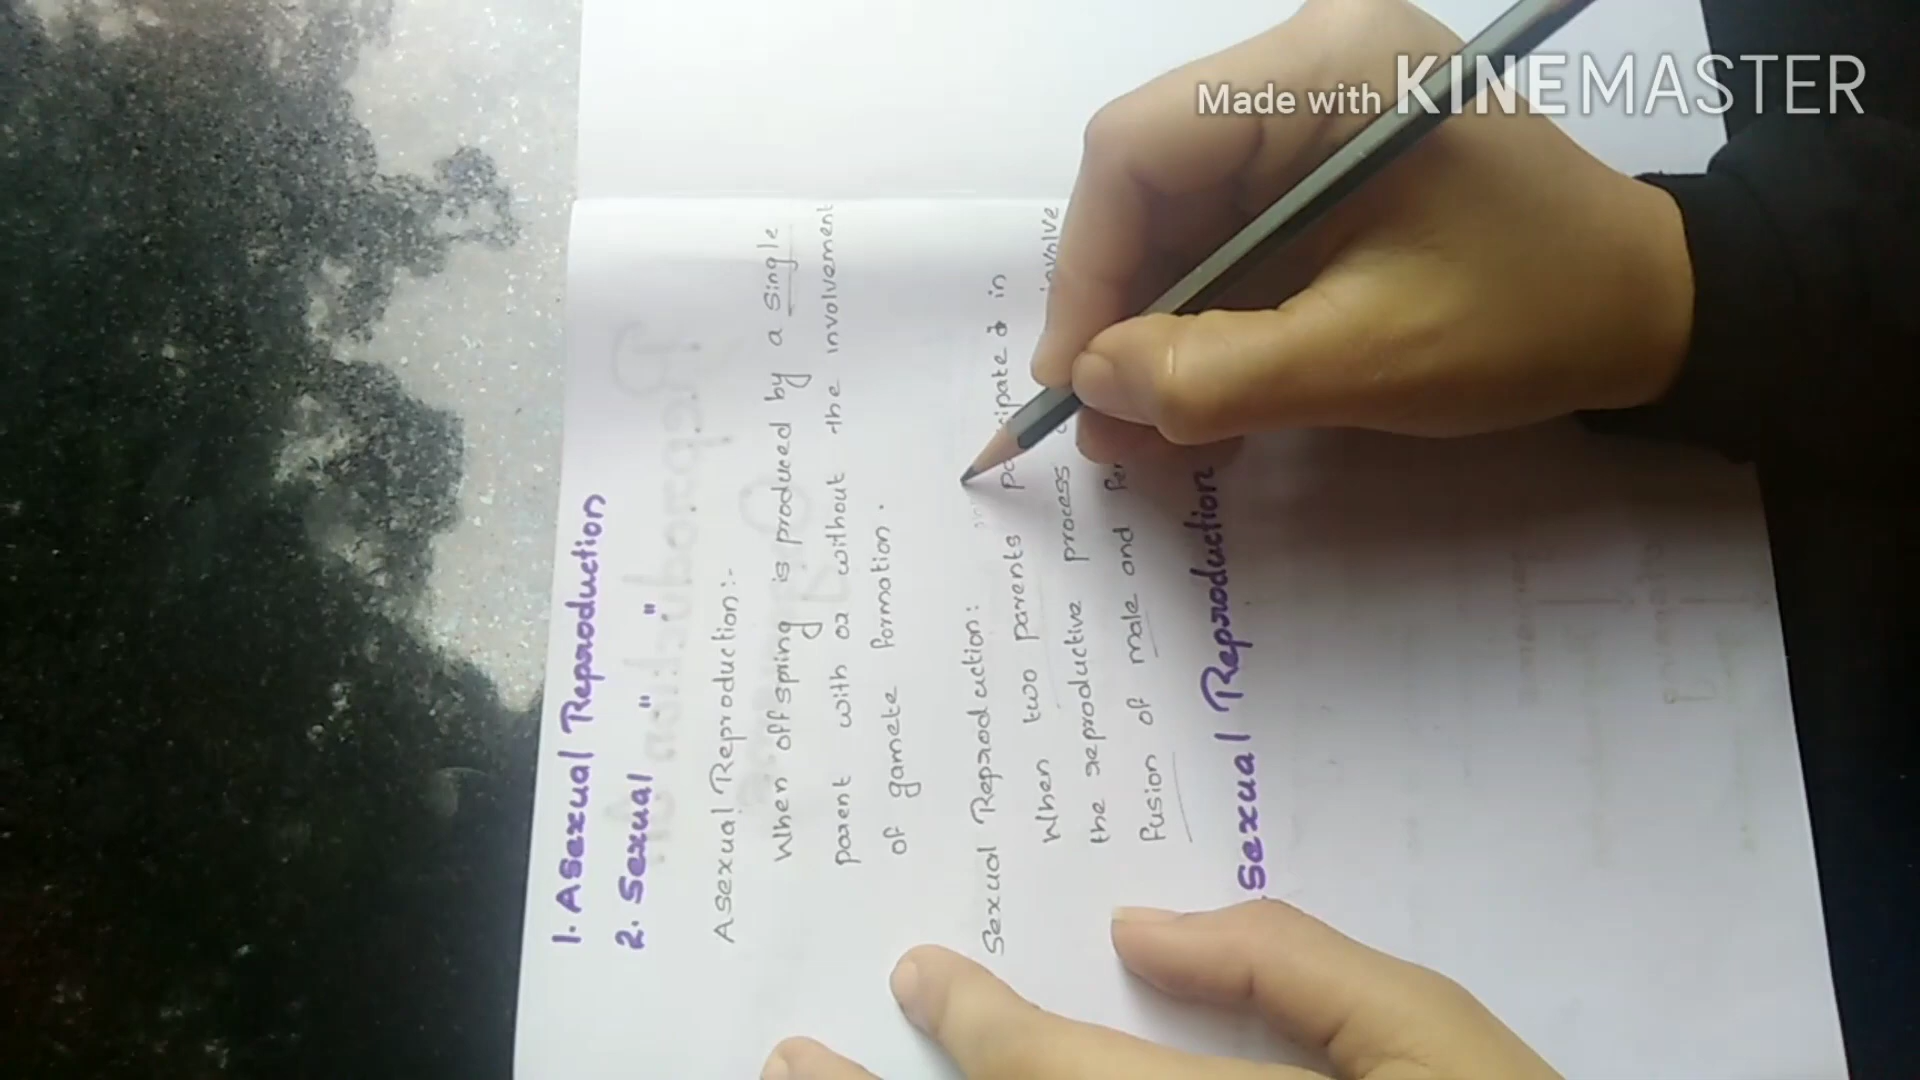 Made with KINEMASTER
1. Asexual Reproduction
2. Sexual " "
Asexual Reproduction:-
When offspring is produced by a single
parent with or without the involvement
of gamete formation.
Sexual Reproduction:
When two parents in
the reproductive process involve
Fusion of male and
Sexual Reproduction